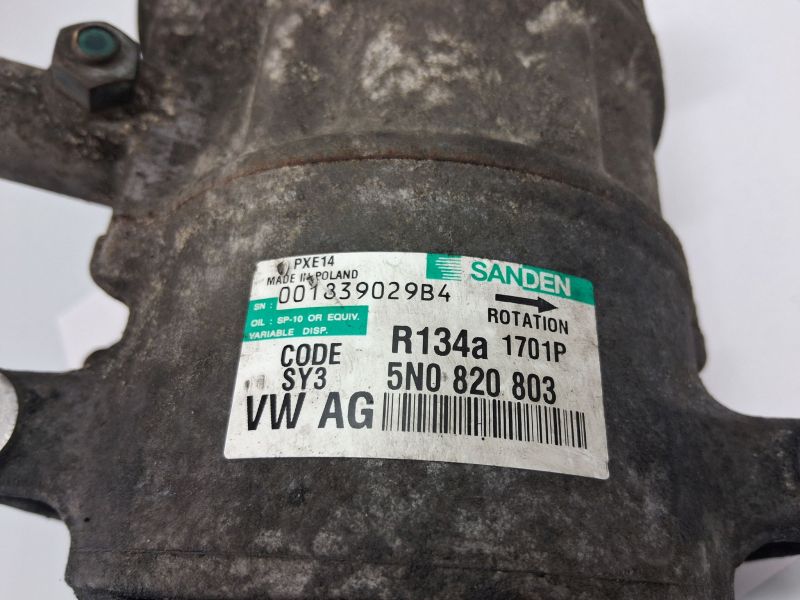 PXE14
MADE IN POLAND
SANDEN
SN: 001339029B4
OIL: SP-10 OR EQUIV.
VARIABLE DISP.
ROTATION
CODE R134a 1701P
SY3 5N0 820 803
VW AG